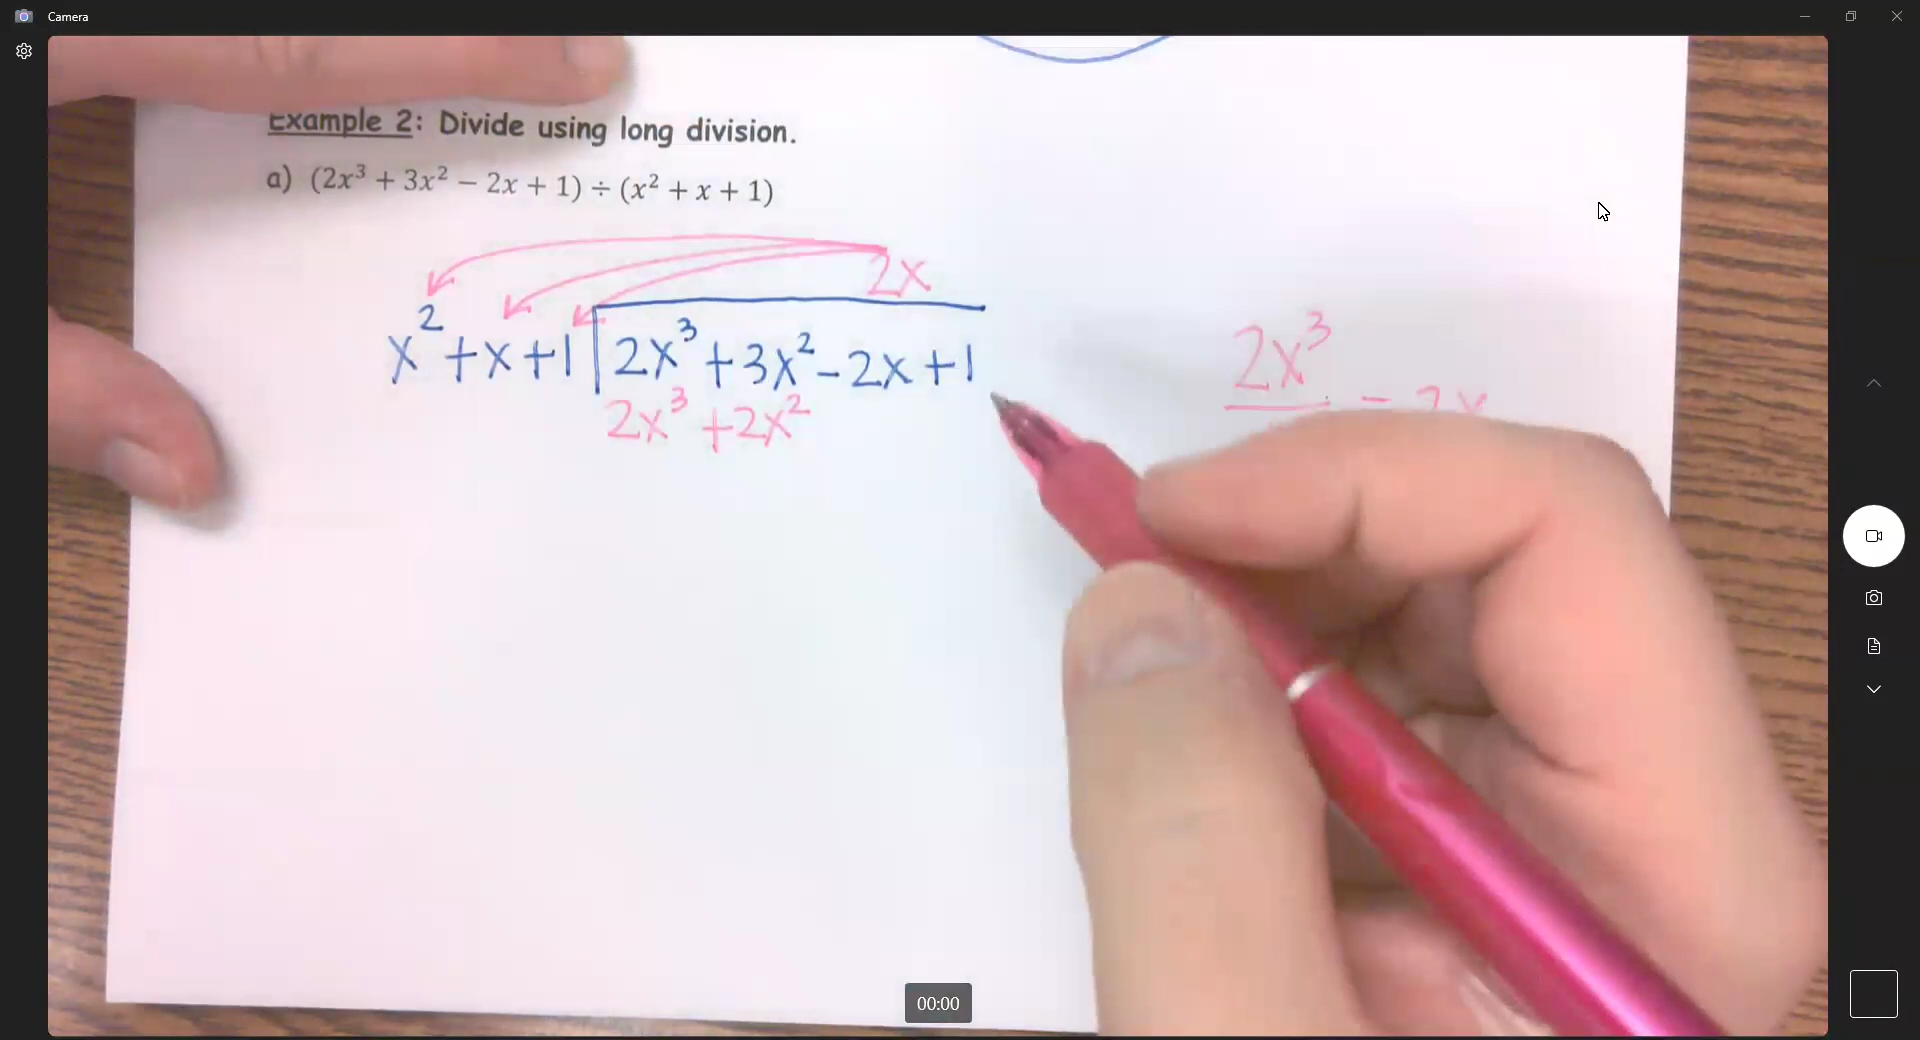 Camera
Example 2: Divide using long division.
a) (2x³ + 3x² − 2x + 1) ÷ (x² + x + 1)
2x
x² + x + 1 2x³ + 3x² - 2x + 1
2x³ + 2x²
2x³
= 2x
00:00